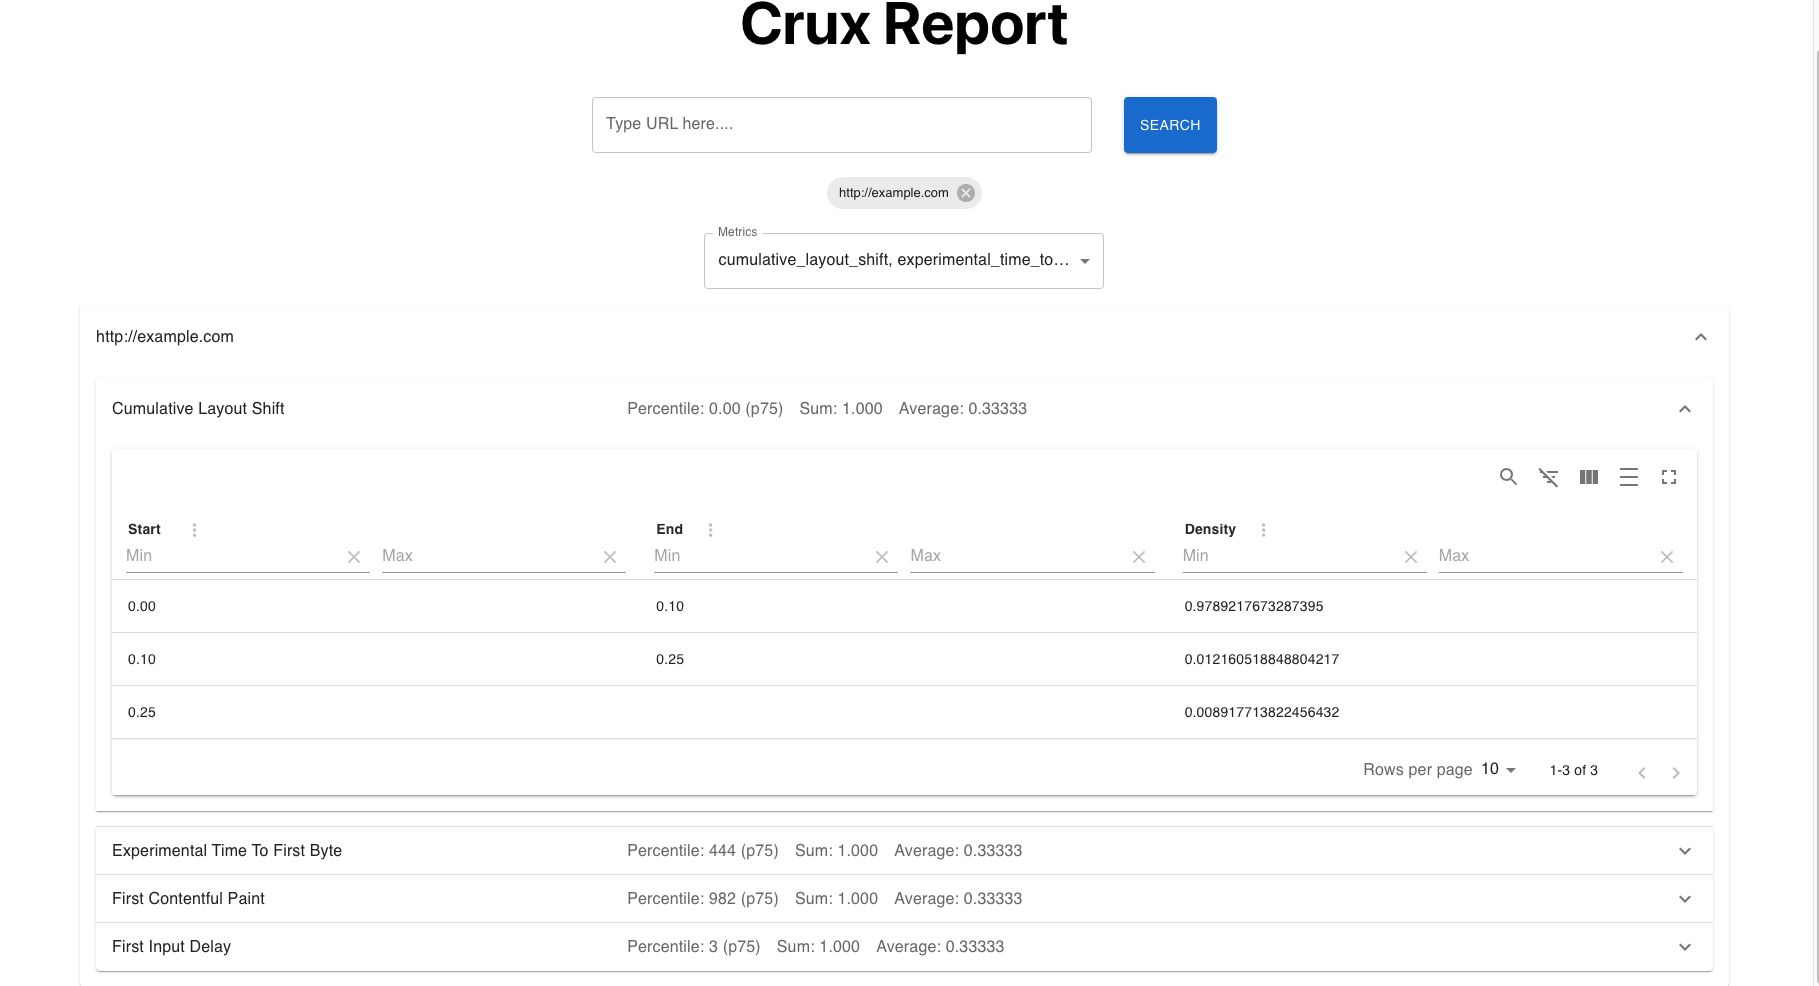 Crux Report
Type URL here....
SEARCH
http://example.com
Metrics
cumulative_layout_shift, experimental_time_to...
http://example.com
Cumulative Layout Shift Percentile: 0.00 (p75) Sum: 1.000 Average: 0.33333
Start End Density
Min Max Min Max Min Max
0.00 0.10 0.9789217673287395
0.10 0.25 0.012160518848804217
0.25 0.008917713822456432
Rows per page 10 1-3 of 3
Experimental Time To First Byte Percentile: 444 (p75) Sum: 1.000 Average: 0.33333
First Contentful Paint Percentile: 982 (p75) Sum: 1.000 Average: 0.33333
First Input Delay Percentile: 3 (p75) Sum: 1.000 Average: 0.33333